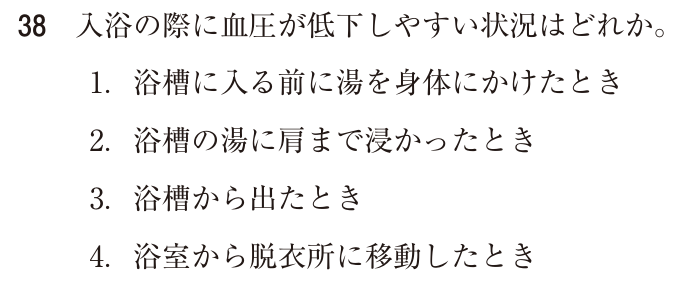 38 入浴の際に血圧が低下しやすい状況はどれか。
1. 浴槽に入る前に湯を身体にかけたとき
2. 浴槽の湯に肩まで浸かったとき
3. 浴槽から出たとき
4. 浴室から脱衣所に移動したとき